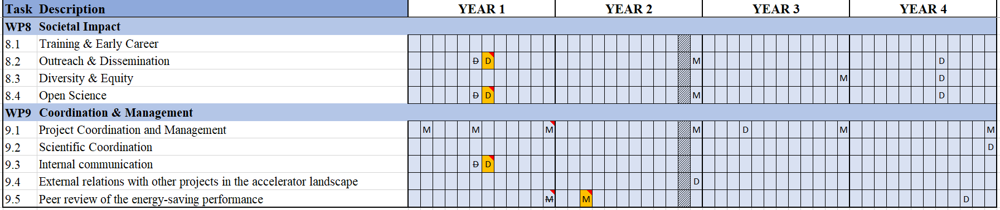 Task Description YEAR 1 YEAR 2 YEAR 3 YEAR 4
WP8 Societal Impact
8.1 Training & Early Career
8.2 Outreach & Dissemination D D M D
8.3 Diversity & Equity M D
8.4 Open Science D D M D
WP9 Coordination & Management
9.1 Project Coordination and Management M M M M D M M
9.2 Scientific Coordination D
9.3 Internal communication D D
9.4 External relations with other projects in the accelerator landscape D
9.5 Peer review of the energy-saving performance M M D